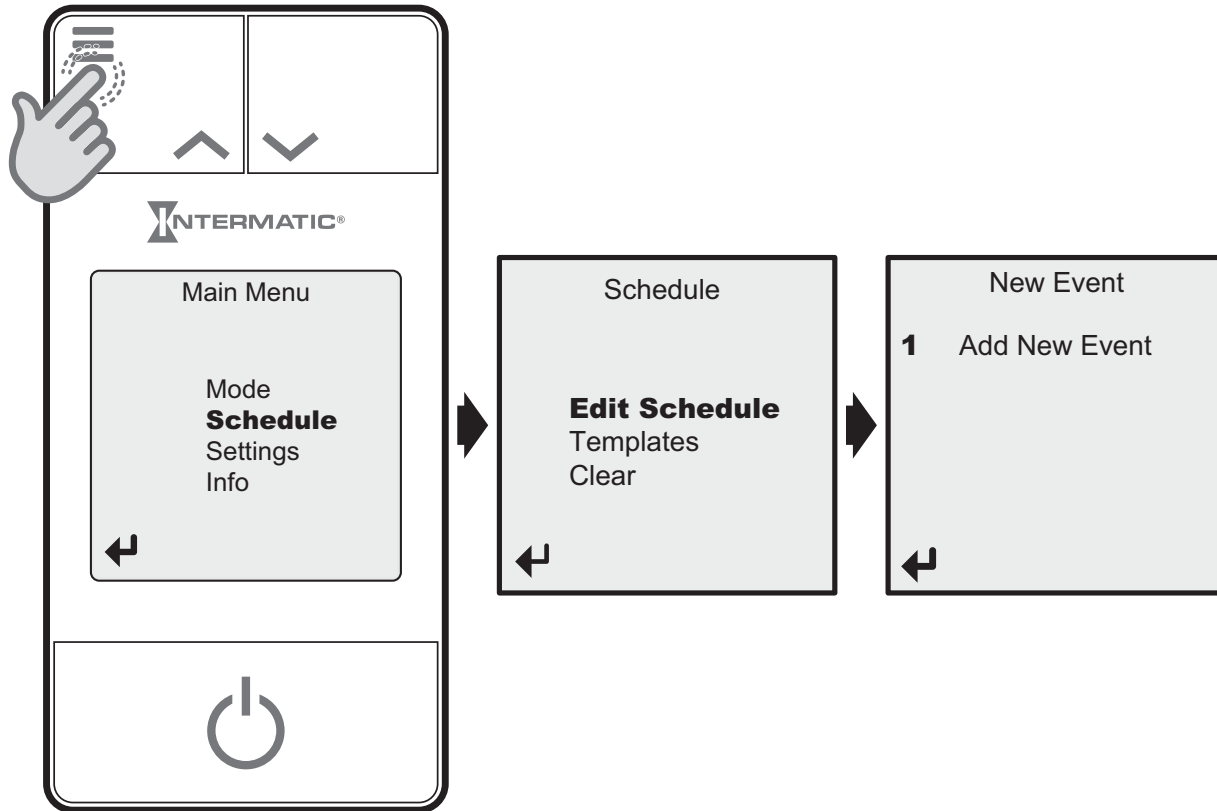 INTERMATIC®
Main Menu
Mode
Schedule
Settings
Info
Schedule
Edit Schedule
Templates
Clear
New Event
1 Add New Event